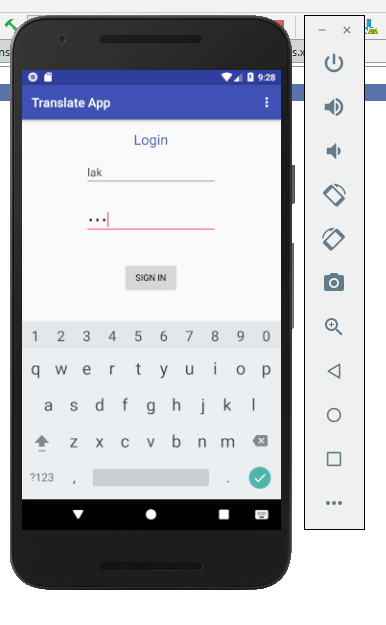 9:28
Translate App
Login
lak
•••
SIGN IN
1 2 3 4 5 6 7 8 9 0
q w e r t y u i o p
a s d f g h j k l
z x c v b n m
?123 , .